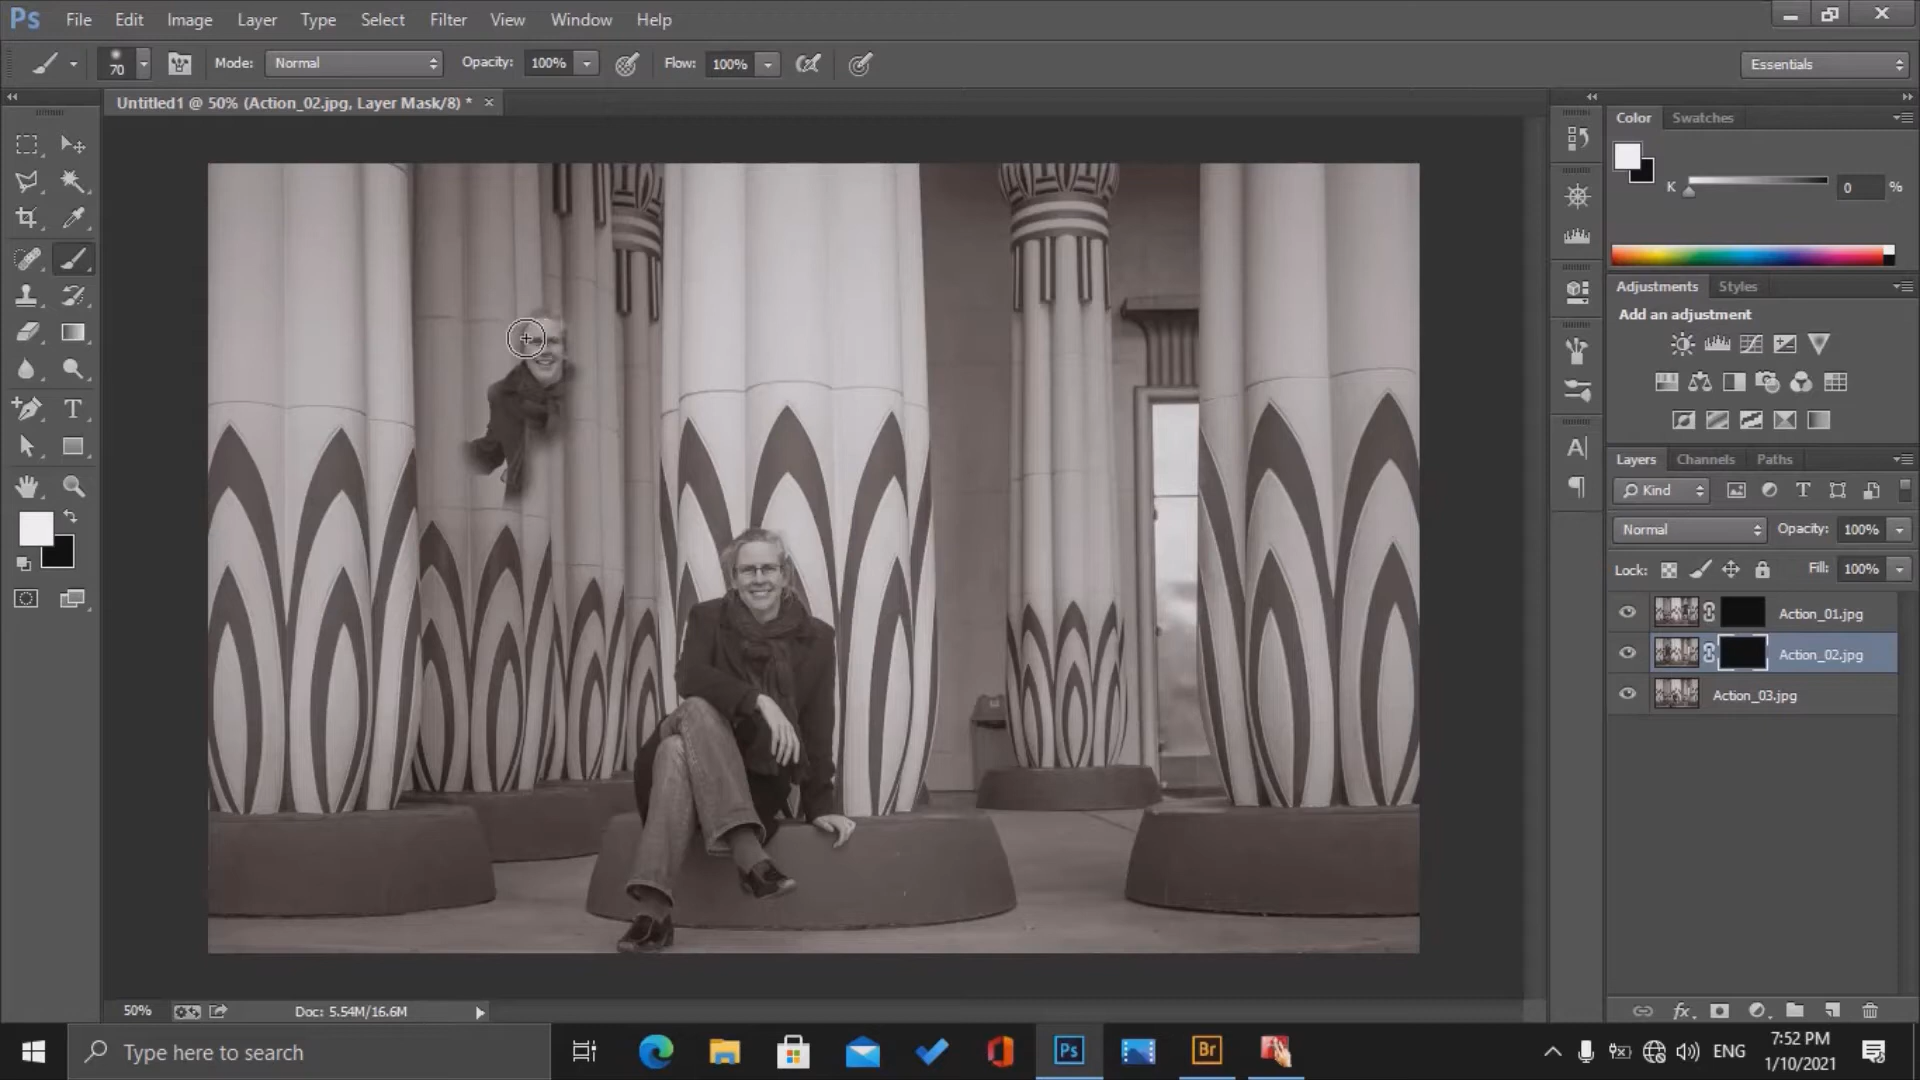 Ps File Edit Image Layer Type Select Filter View Window Help
70 Mode: Normal Opacity: 100% Flow: 100% Essentials
Untitled1 @ 50% (Action_02.jpg, Layer Mask/8) * ×
Color Swatches
K 0 %
Adjustments Styles
Add an adjustment
Layers Channels Paths
Kind
Normal Opacity: 100%
Lock: Fill: 100%
Action_01.jpg
Action_02.jpg
Action_03.jpg
50% Doc: 5.54M/16.6M
Type here to search Ps Br ENG 7:52 PM
1/10/2021